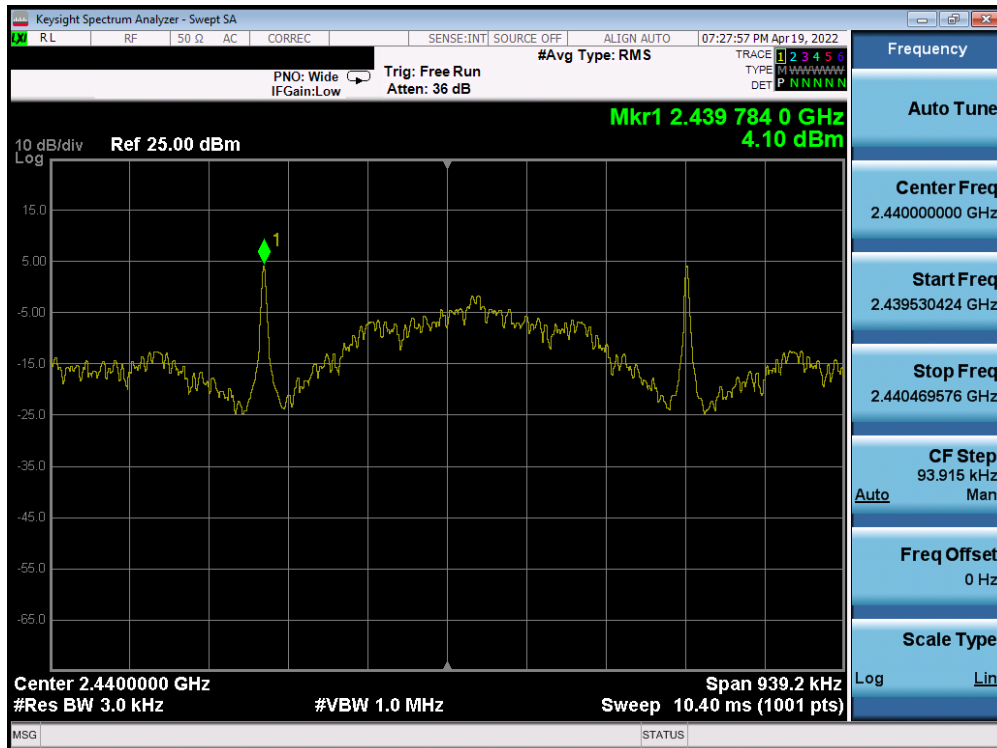 Keysight Spectrum Analyzer - Swept SA
LXI RL RF 50 Ω AC CORREC SENSE:INT SOURCE OFF ALIGN AUTO 07:27:57 PM Apr 19, 2022
#Avg Type: RMS
TRACE 1 2 3 4 5 6
PNO: Wide Trig: Free Run
TYPE M W W W W W
IFGain:Low Atten: 36 dB
DET P N N N N N
Mkr1 2.439 784 0 GHz
4.10 dBm
10 dB/div Ref 25.00 dBm
Log
15.0
1
5.00
-5.00
-15.0
-25.0
-35.0
-45.0
-55.0
-65.0
Center 2.4400000 GHz Span 939.2 kHz
#Res BW 3.0 kHz #VBW 1.0 MHz Sweep 10.40 ms (1001 pts)
MSG STATUS
Frequency
Auto Tune
Center Freq
2.440000000 GHz
Start Freq
2.439530424 GHz
Stop Freq
2.440469576 GHz
CF Step
93.915 kHz
Auto Man
Freq Offset
0 Hz
Scale Type
Log Lin